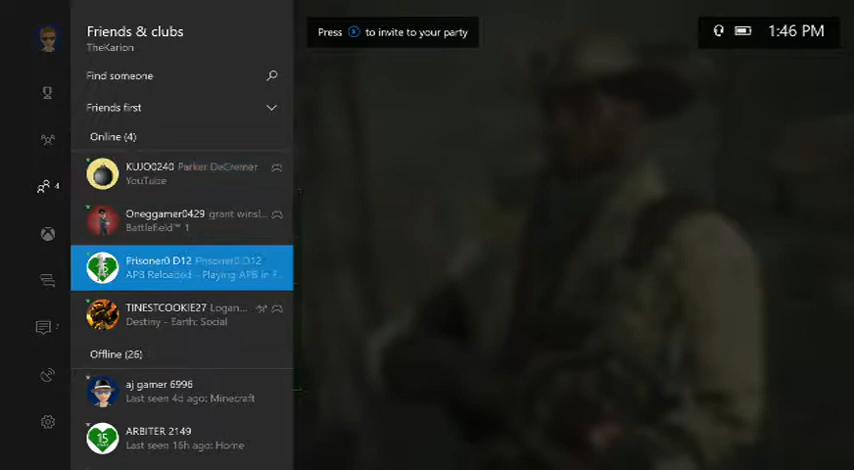 Friends & clubs
TheKarion
Press X to invite to your party
1:46 PM
Find someone
Friends first
Online (4)
KUJO0240 Parker DeCremer
YouTube
Oneggamer0429 grant winsl...
Battlefield™ 1
Prisoner0 D12 Prisoner0 D12
APB Reloaded - Playing APB in F...
4
TINESTCOOKIE27 Logan...
Destiny - Earth: Social
Offline (26)
aj gamer 6996
Last seen 4d ago: Minecraft
ARBITER 2149
15
Last seen 16h ago: Home